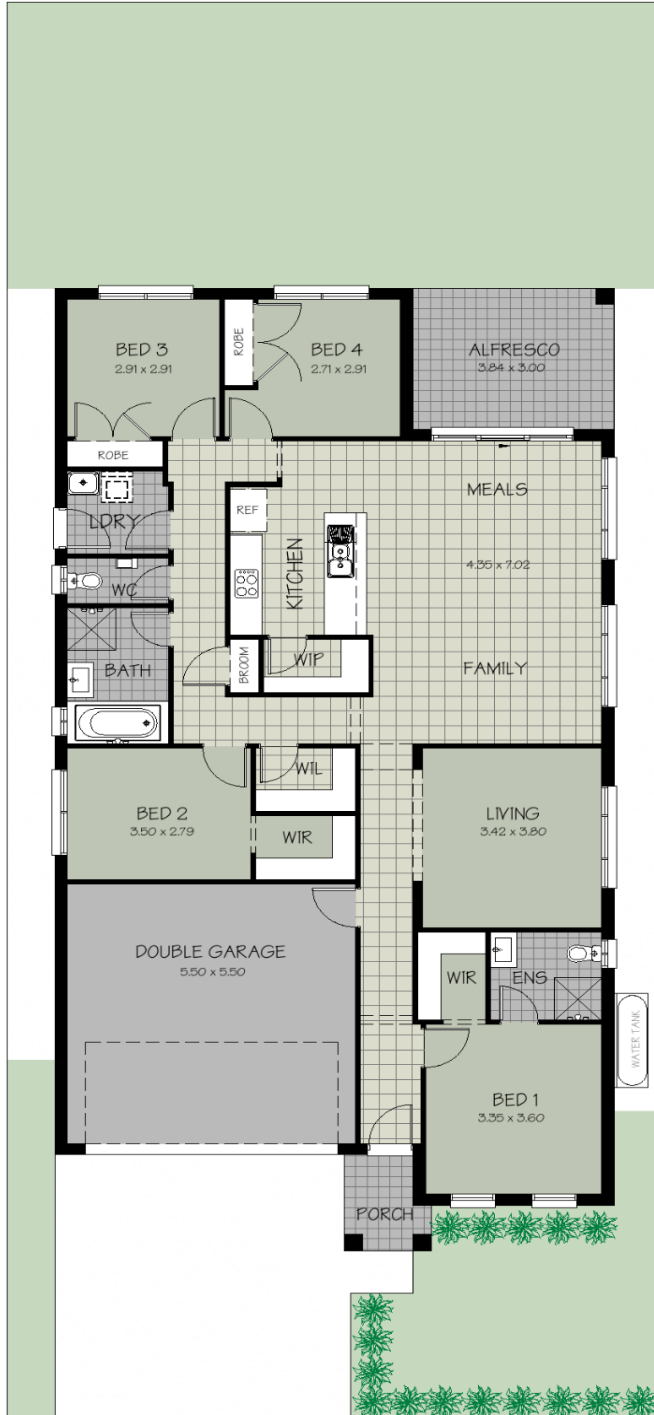 BED 3
2.91 x 2.91
ROBE
BED 4
2.71 x 2.91
ALFRESCO
3.84 x 3.00
ROBE
LDRY
REF
MEALS
KITCHEN
4.35 x 7.02
WC
BATH
BROOM
WIP
FAMILY
WIL
BED 2
3.50 x 2.79
WIR
LIVING
3.42 x 3.80
DOUBLE GARAGE
5.50 x 5.50
WIR
ENS
WATER TANK
BED 1
3.35 x 3.60
PORCH